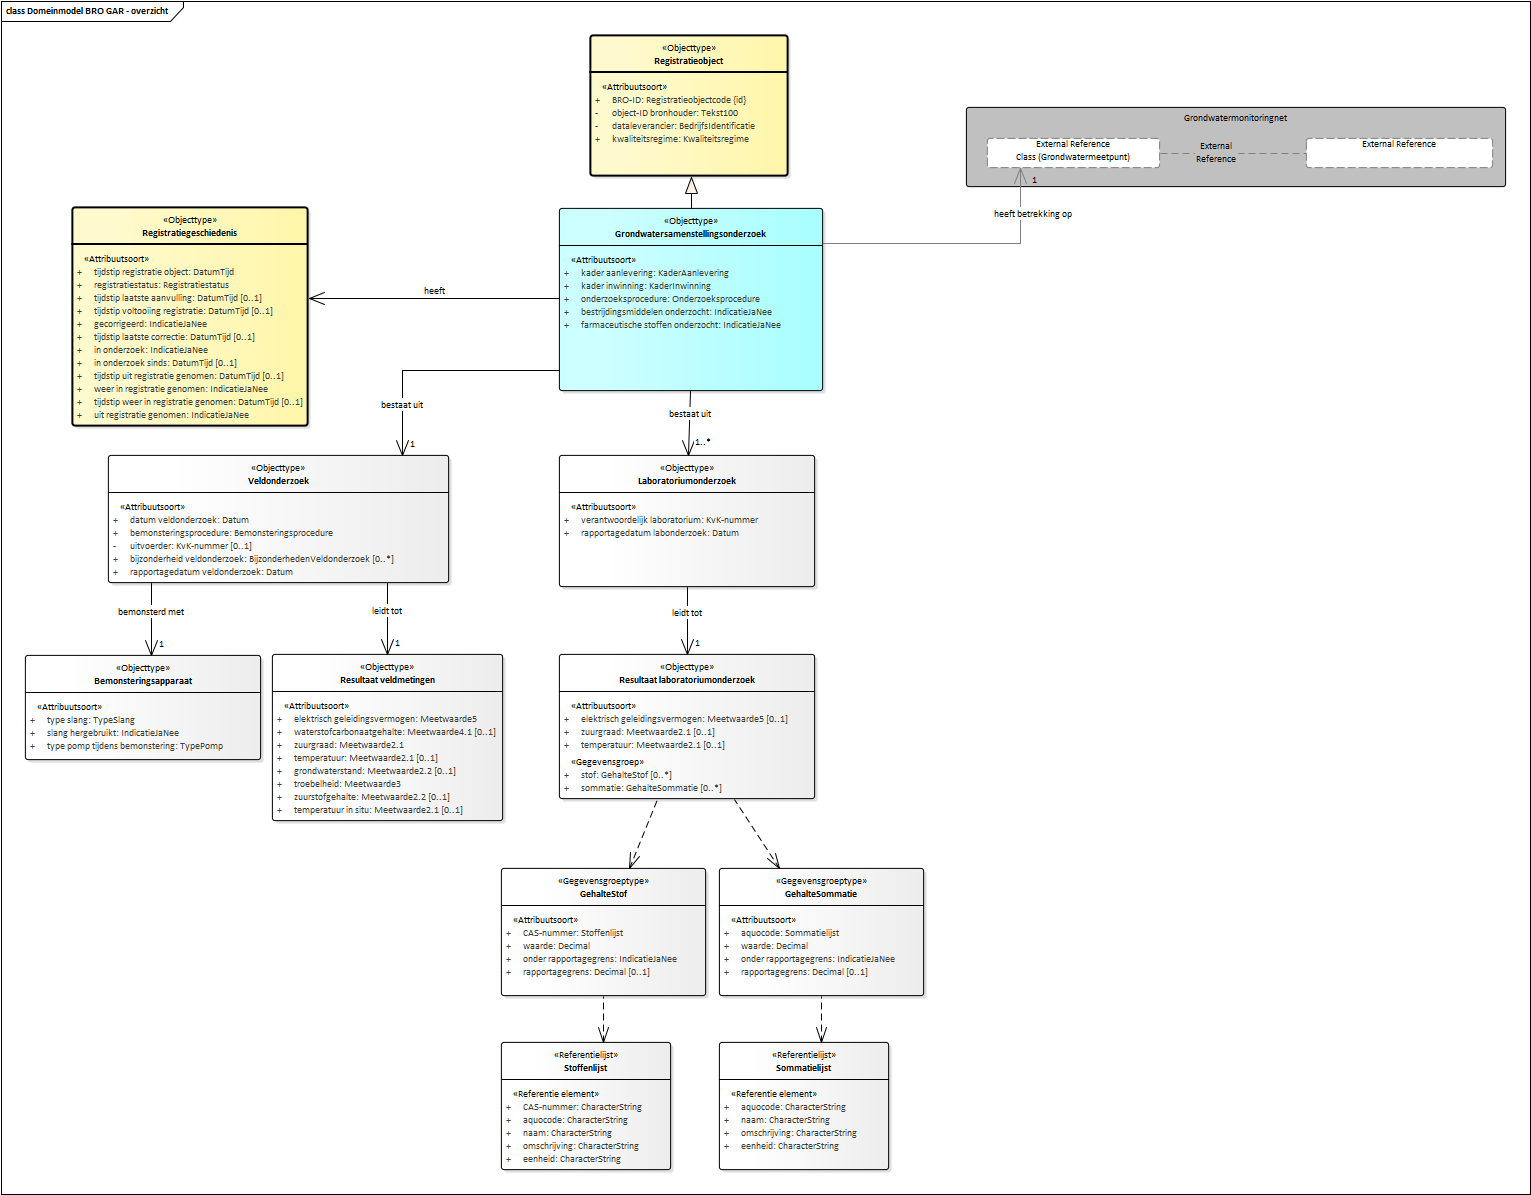 class Domeinmodel BRO GAR - overzicht
«Objecttype»
Registratieobject
«Attribuutsoort»
+ BRO-ID: Registratieobjectcode {id}
- object-ID bronhouder: Tekst100
- dataleverancier: BedrijfsIdentificatie
+ kwaliteitsregime: Kwaliteitsregime
Grondwatermonitoringnet
External Reference
Class (Grondwatermeetpunt)
External
Reference
External Reference
1
heeft betrekking op
«Objecttype»
Registratiegeschiedenis
«Attribuutsoort»
+ tijdstip registratie object: DatumTijd
+ registratiestatus: Registratiestatus
+ tijdstip laatste aanvulling: DatumTijd [0..1]
+ tijdstip voltooiing registratie: DatumTijd [0..1]
+ gecorrigeerd: IndicatieJaNee
+ tijdstip laatste correctie: DatumTijd [0..1]
+ in onderzoek: IndicatieJaNee
+ in onderzoek sinds: DatumTijd [0..1]
+ tijdstip uit registratie genomen: DatumTijd [0..1]
+ weer in registratie genomen: IndicatieJaNee
+ tijdstip weer in registratie genomen: DatumTijd [0..1]
+ uit registratie genomen: IndicatieJaNee
heeft
«Objecttype»
Grondwatersamenstellingsonderzoek
«Attribuutsoort»
+ kader aanlevering: KaderAanlevering
+ kader inwinning: KaderInwinning
+ onderzoeksprocedure: Onderzoeksprocedure
+ bestrijdingsmiddelen onderzocht: IndicatieJaNee
+ farmaceutische stoffen onderzocht: IndicatieJaNee
bestaat uit
1
bestaat uit
1..*
«Objecttype»
Veldonderzoek
«Attribuutsoort»
+ datum veldonderzoek: Datum
+ bemonsteringsprocedure: Bemonsteringsprocedure
- uitvoerder: KvK-nummer [0..1]
+ bijzonderheid veldonderzoek: BijzonderhedenVeldonderzoek [0..*]
+ rapportagedatum veldonderzoek: Datum
«Objecttype»
Laboratoriumonderzoek
«Attribuutsoort»
+ verantwoordelijk laboratorium: KvK-nummer
+ rapportagedatum labonderzoek: Datum
bemonsterd met
1
leidt tot
1
leidt tot
1
«Objecttype»
Bemonsteringsapparaat
«Attribuutsoort»
+ type slang: TypeSlang
+ slang hergebruikt: IndicatieJaNee
+ type pomp tijdens bemonstering: TypePomp
«Objecttype»
Resultaat veldmetingen
«Attribuutsoort»
+ elektrisch geleidingsvermogen: Meetwaarde5
+ waterstofcarbonaatgehalte: Meetwaarde4.1 [0..1]
+ zuurgraad: Meetwaarde2.1
+ temperatuur: Meetwaarde2.1 [0..1]
+ grondwaterstand: Meetwaarde2.2 [0..1]
+ troebelheid: Meetwaarde3
+ zuurstofgehalte: Meetwaarde2.2 [0..1]
+ temperatuur in situ: Meetwaarde2.1 [0..1]
«Objecttype»
Resultaat laboratoriumonderzoek
«Attribuutsoort»
+ elektrisch geleidingsvermogen: Meetwaarde5 [0..1]
+ zuurgraad: Meetwaarde2.1 [0..1]
+ temperatuur: Meetwaarde2.1 [0..1]
«Gegevensgroep»
+ stof: GehalteStof [0..*]
+ sommatie: GehalteSommatie [0..*]
«Gegevensgroeptype»
GehalteStof
«Attribuutsoort»
+ CAS-nummer: Stoffenlijst
+ waarde: Decimal
+ onder rapportagegrens: IndicatieJaNee
+ rapportagegrens: Decimal [0..1]
«Gegevensgroeptype»
GehalteSommatie
«Attribuutsoort»
+ aquocode: Sommatielijst
+ waarde: Decimal
+ onder rapportagegrens: IndicatieJaNee
+ rapportagegrens: Decimal [0..1]
«Referentielijst»
Stoffenlijst
«Referentie element»
+ CAS-nummer: CharacterString
+ aquocode: CharacterString
+ naam: CharacterString
+ omschrijving: CharacterString
+ eenheid: CharacterString
«Referentielijst»
Sommatielijst
«Referentie element»
+ aquocode: CharacterString
+ naam: CharacterString
+ omschrijving: CharacterString
+ eenheid: CharacterString